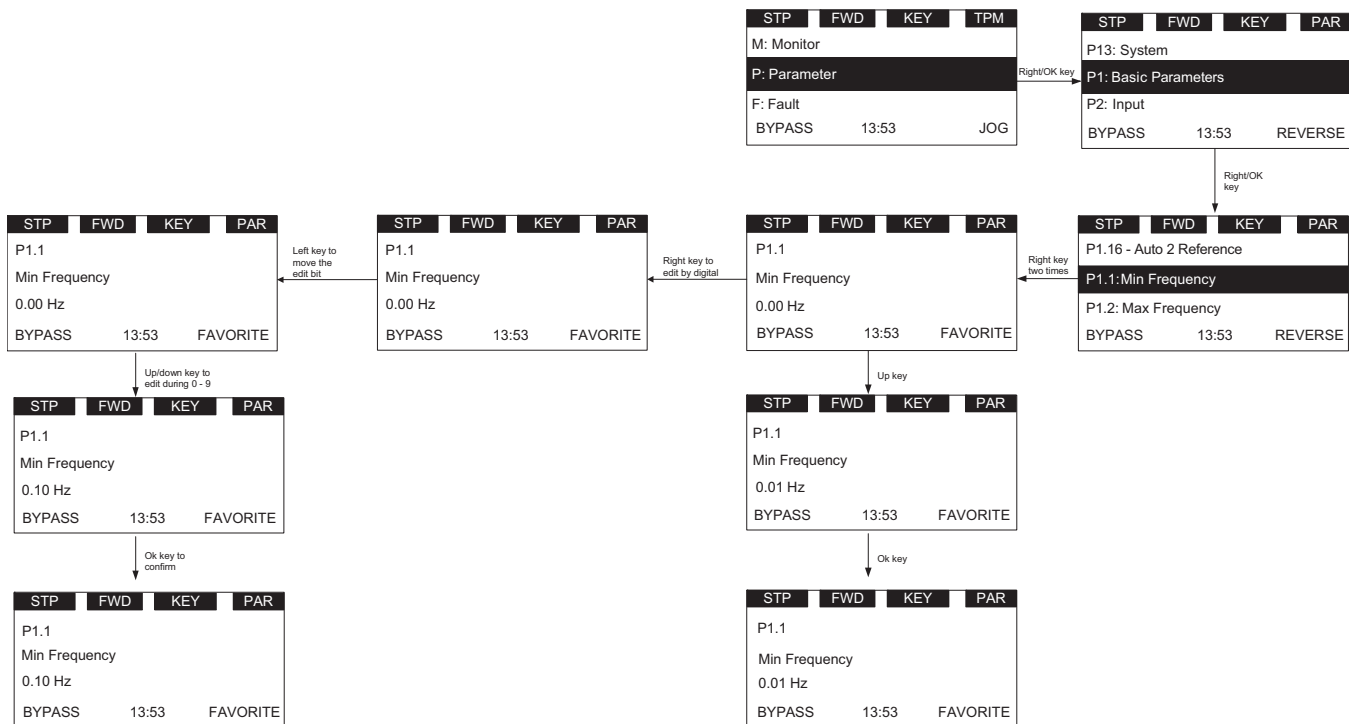 STP FWD KEY TPM
M: Monitor
P: Parameter
F: Fault
BYPASS 13:53 JOG
Right/OK key
STP FWD KEY PAR
P13: System
P1: Basic Parameters
P2: Input
BYPASS 13:53 REVERSE
Right/OK
key
STP FWD KEY PAR
P1.16 - Auto 2 Reference
P1.1:Min Frequency
P1.2: Max Frequency
BYPASS 13:53 REVERSE
Right key
two times
STP FWD KEY PAR
P1.1
Min Frequency
0.00 Hz
BYPASS 13:53 FAVORITE
Right key to
edit by digital
STP FWD KEY PAR
P1.1
Min Frequency
0.00 Hz
BYPASS 13:53 FAVORITE
Left key to
move the
edit bit
STP FWD KEY PAR
P1.1
Min Frequency
0.00 Hz
BYPASS 13:53 FAVORITE
Up/down key to
edit during 0 - 9
STP FWD KEY PAR
P1.1
Min Frequency
0.10 Hz
BYPASS 13:53 FAVORITE
Ok key to
confirm
STP FWD KEY PAR
P1.1
Min Frequency
0.10 Hz
BYPASS 13:53 FAVORITE
Up key
STP FWD KEY PAR
P1.1
Min Frequency
0.01 Hz
BYPASS 13:53 FAVORITE
Ok key
STP FWD KEY PAR
P1.1
Min Frequency
0.01 Hz
BYPASS 13:53 FAVORITE